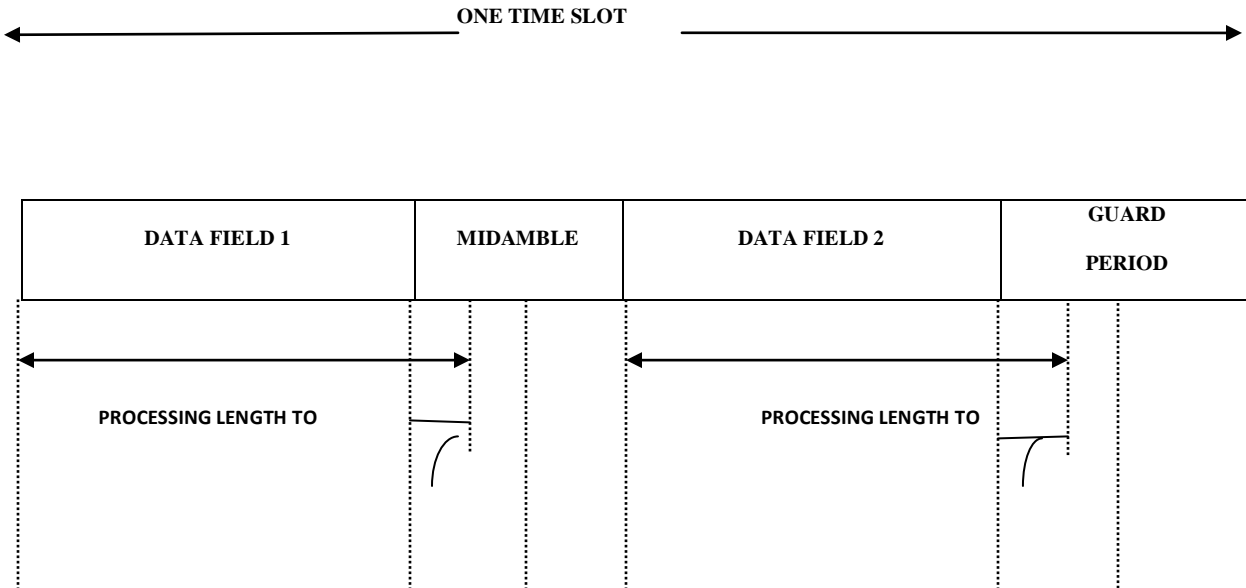 ONE TIME SLOT
DATA FIELD 1
MIDAMBLE
DATA FIELD 2
GUARD
PERIOD
PROCESSING LENGTH TO
PROCESSING LENGTH TO